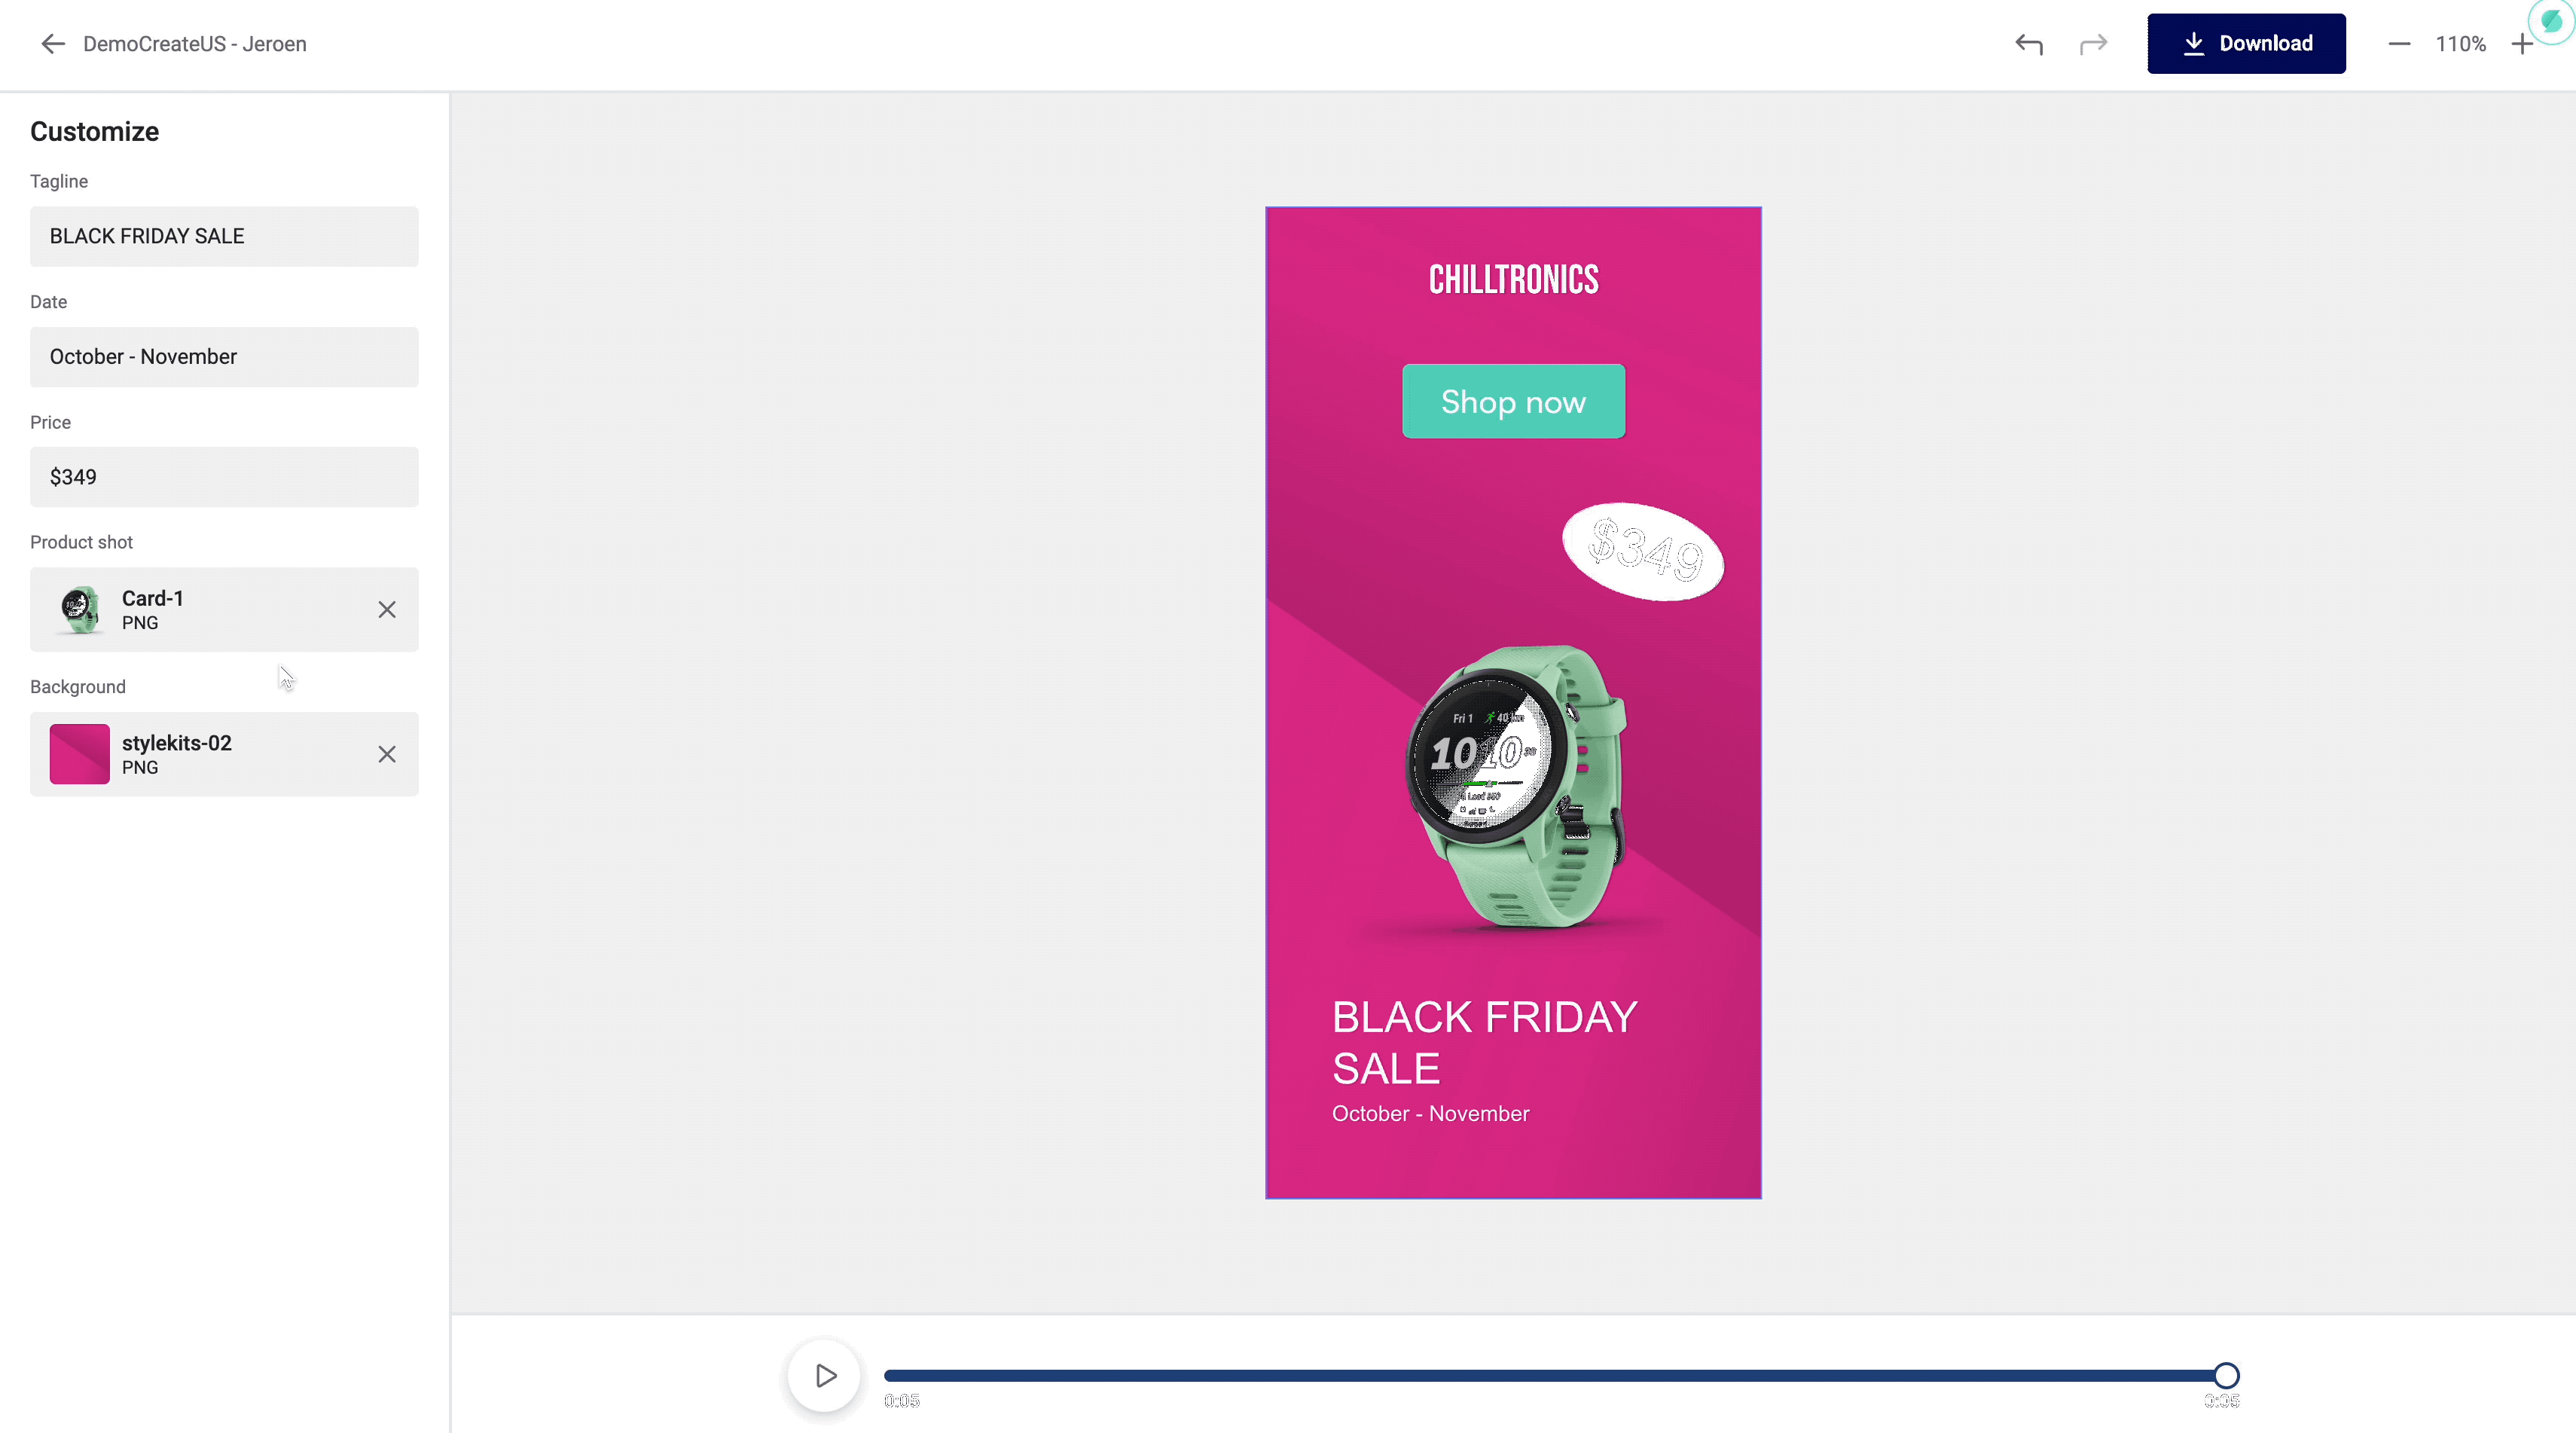 DemoCreateUS - Jeroen
Download
110%
Customize
Tagline
BLACK FRIDAY SALE
Date
October - November
Price
$349
Product shot
Card-1
PNG
Background
stylekits-02
PNG
CHILLTRONICS
Shop now
$349
Fri 1
40
10 10
BLACK FRIDAY
SALE
October - November
0:05
0:05